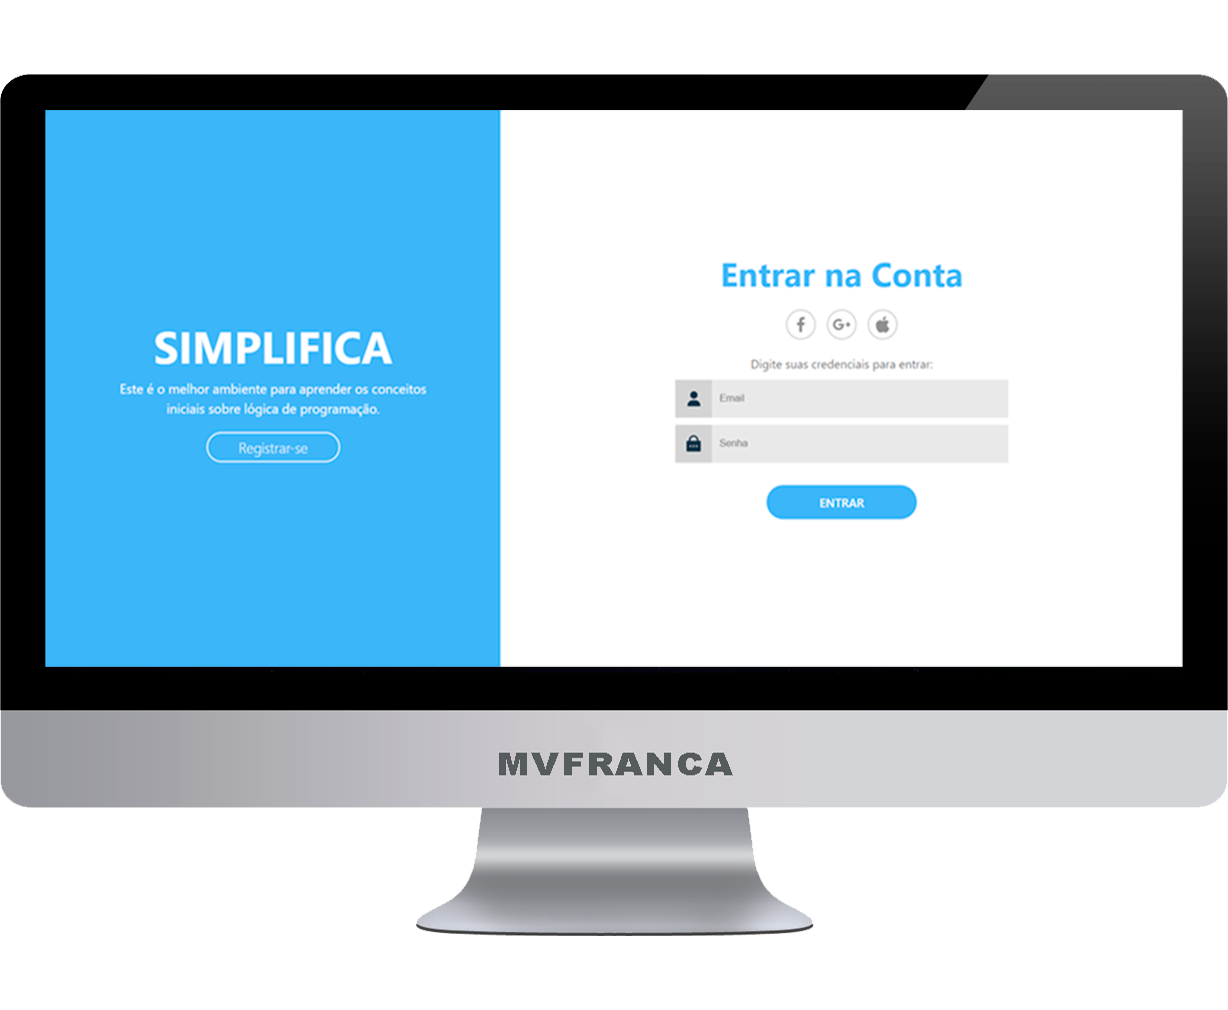 SIMPLIFICA
Este é o melhor ambiente para aprender os conceitos
iniciais sobre lógica de programação.
Registrar-se
Entrar na Conta
f G+
Digite suas credenciais para entrar:
Email
Senha
ENTRAR
MVFRANCA